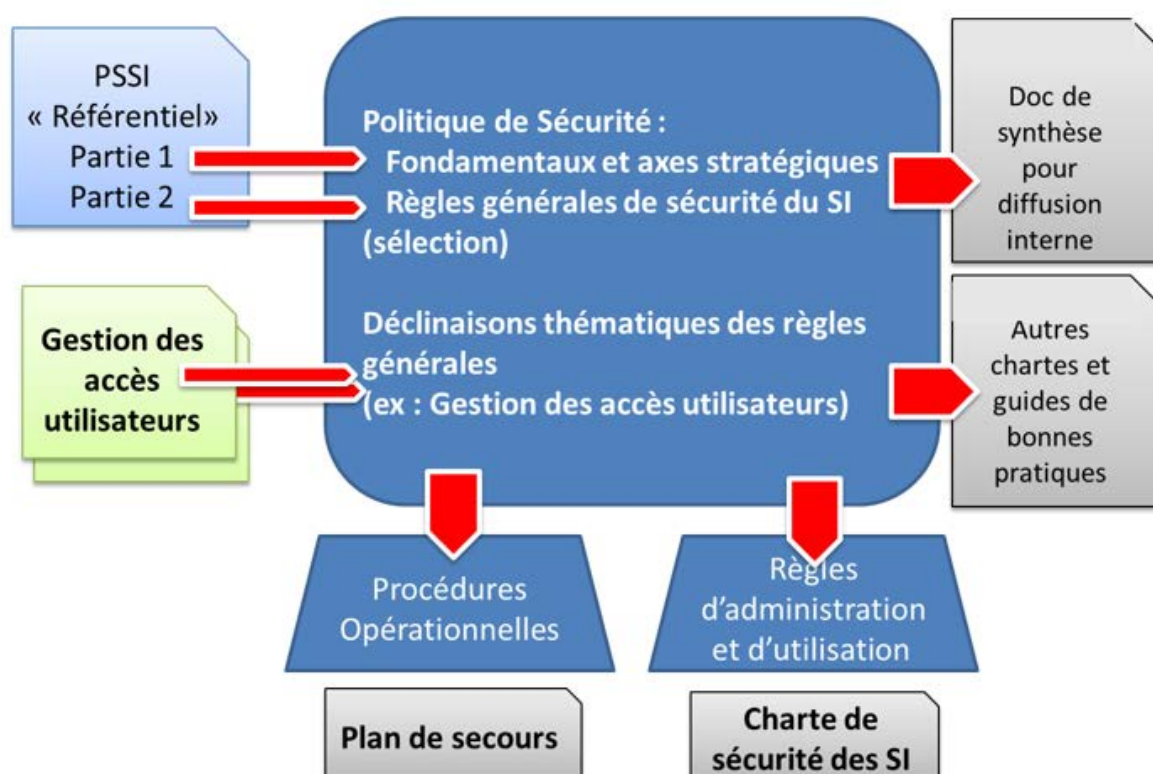 PSSI
« Référentiel»
Partie 1
Partie 2
Gestion des
accès
utilisateurs
Politique de Sécurité :
Fondamentaux et axes stratégiques
Règles générales de sécurité du SI
(sélection)
Déclinaisons thématiques des règles
générales
(ex : Gestion des accès utilisateurs)
Doc de
synthèse
pour
diffusion
interne
Autres
chartes et
guides de
bonnes
pratiques
Procédures
Opérationnelles
Règles
d’administration
et d’utilisation
Plan de secours
Charte de
sécurité des SI